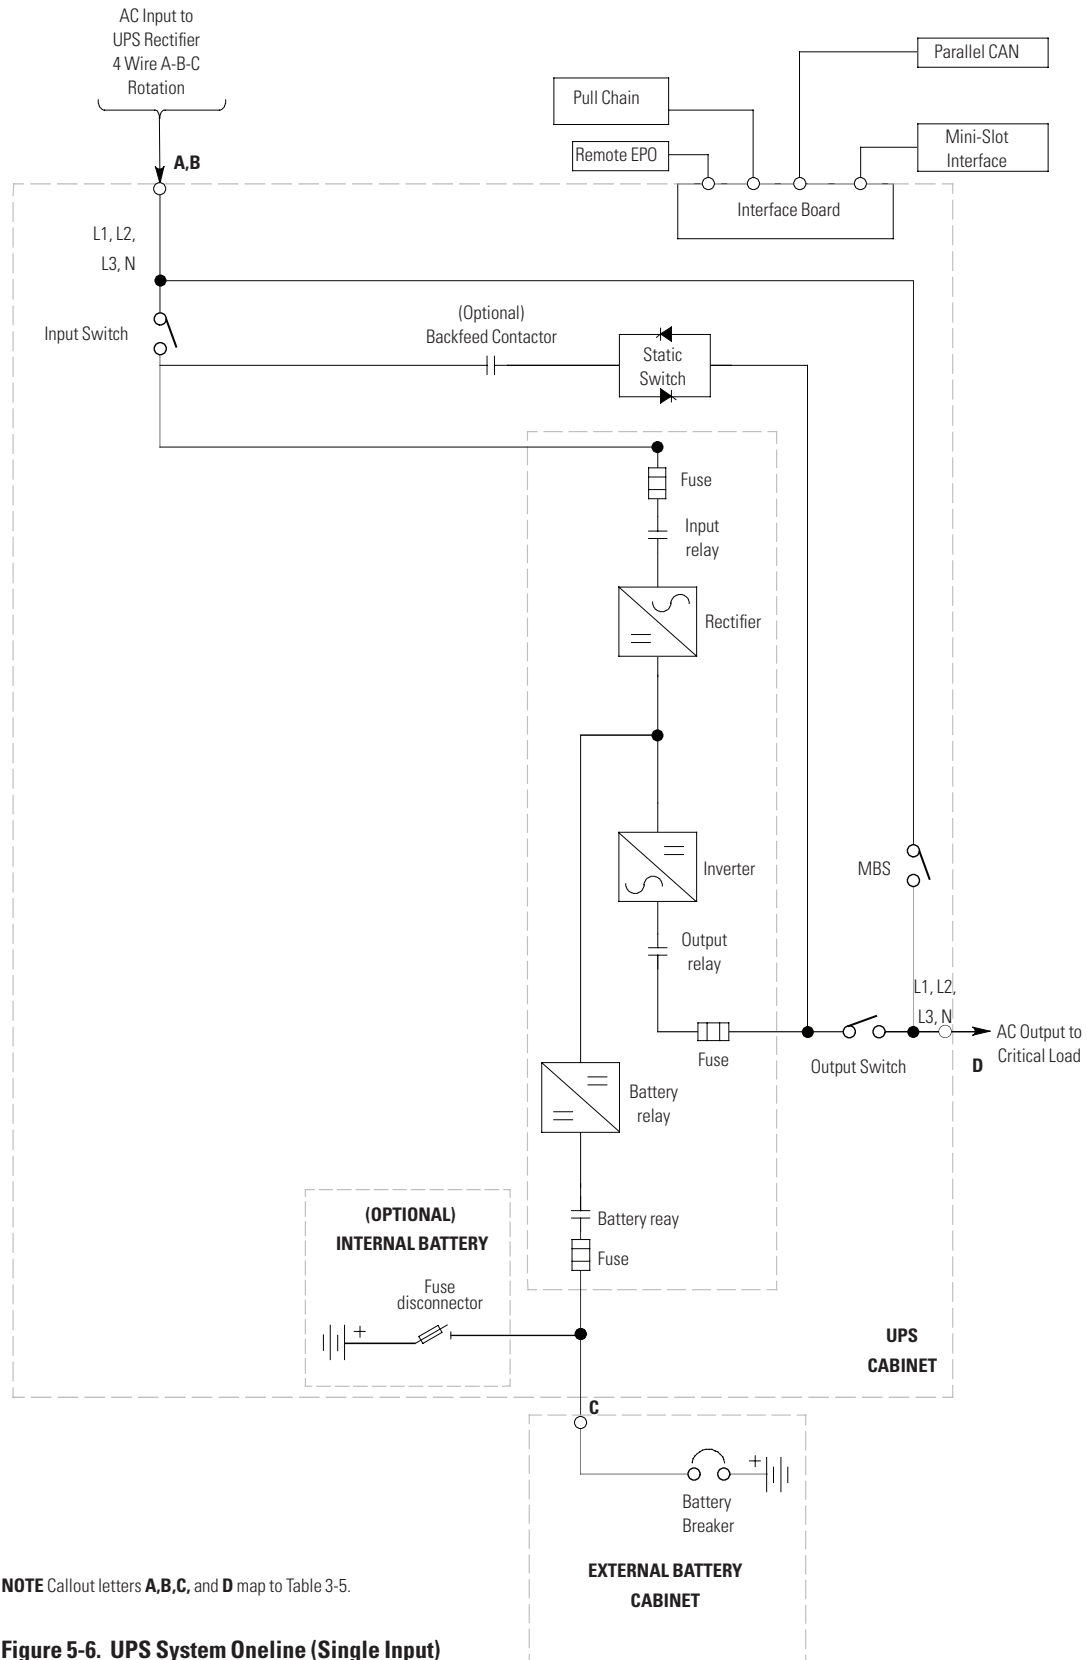 AC Input to
UPS Rectifier
4 Wire A-B-C
Rotation
A,B
Parallel CAN
Pull Chain
Remote EPO
Mini-Slot
Interface
Interface Board
L1, L2,
L3, N
Input Switch
(Optional)
Backfeed Contactor
Static
Switch
Fuse
Input
relay
Rectifier
Inverter
MBS
Output
relay
L1, L2,
L3, N
AC Output to
Critical Load
D
Fuse
Output Switch
Battery
relay
(OPTIONAL)
INTERNAL BATTERY
Battery reay
Fuse
Fuse
disconnector
+
UPS
CABINET
C
+
Battery
Breaker
EXTERNAL BATTERY
CABINET
NOTE Callout letters A,B,C, and D map to Table 3-5.
Figure 5-6. UPS System Oneline (Single Input)